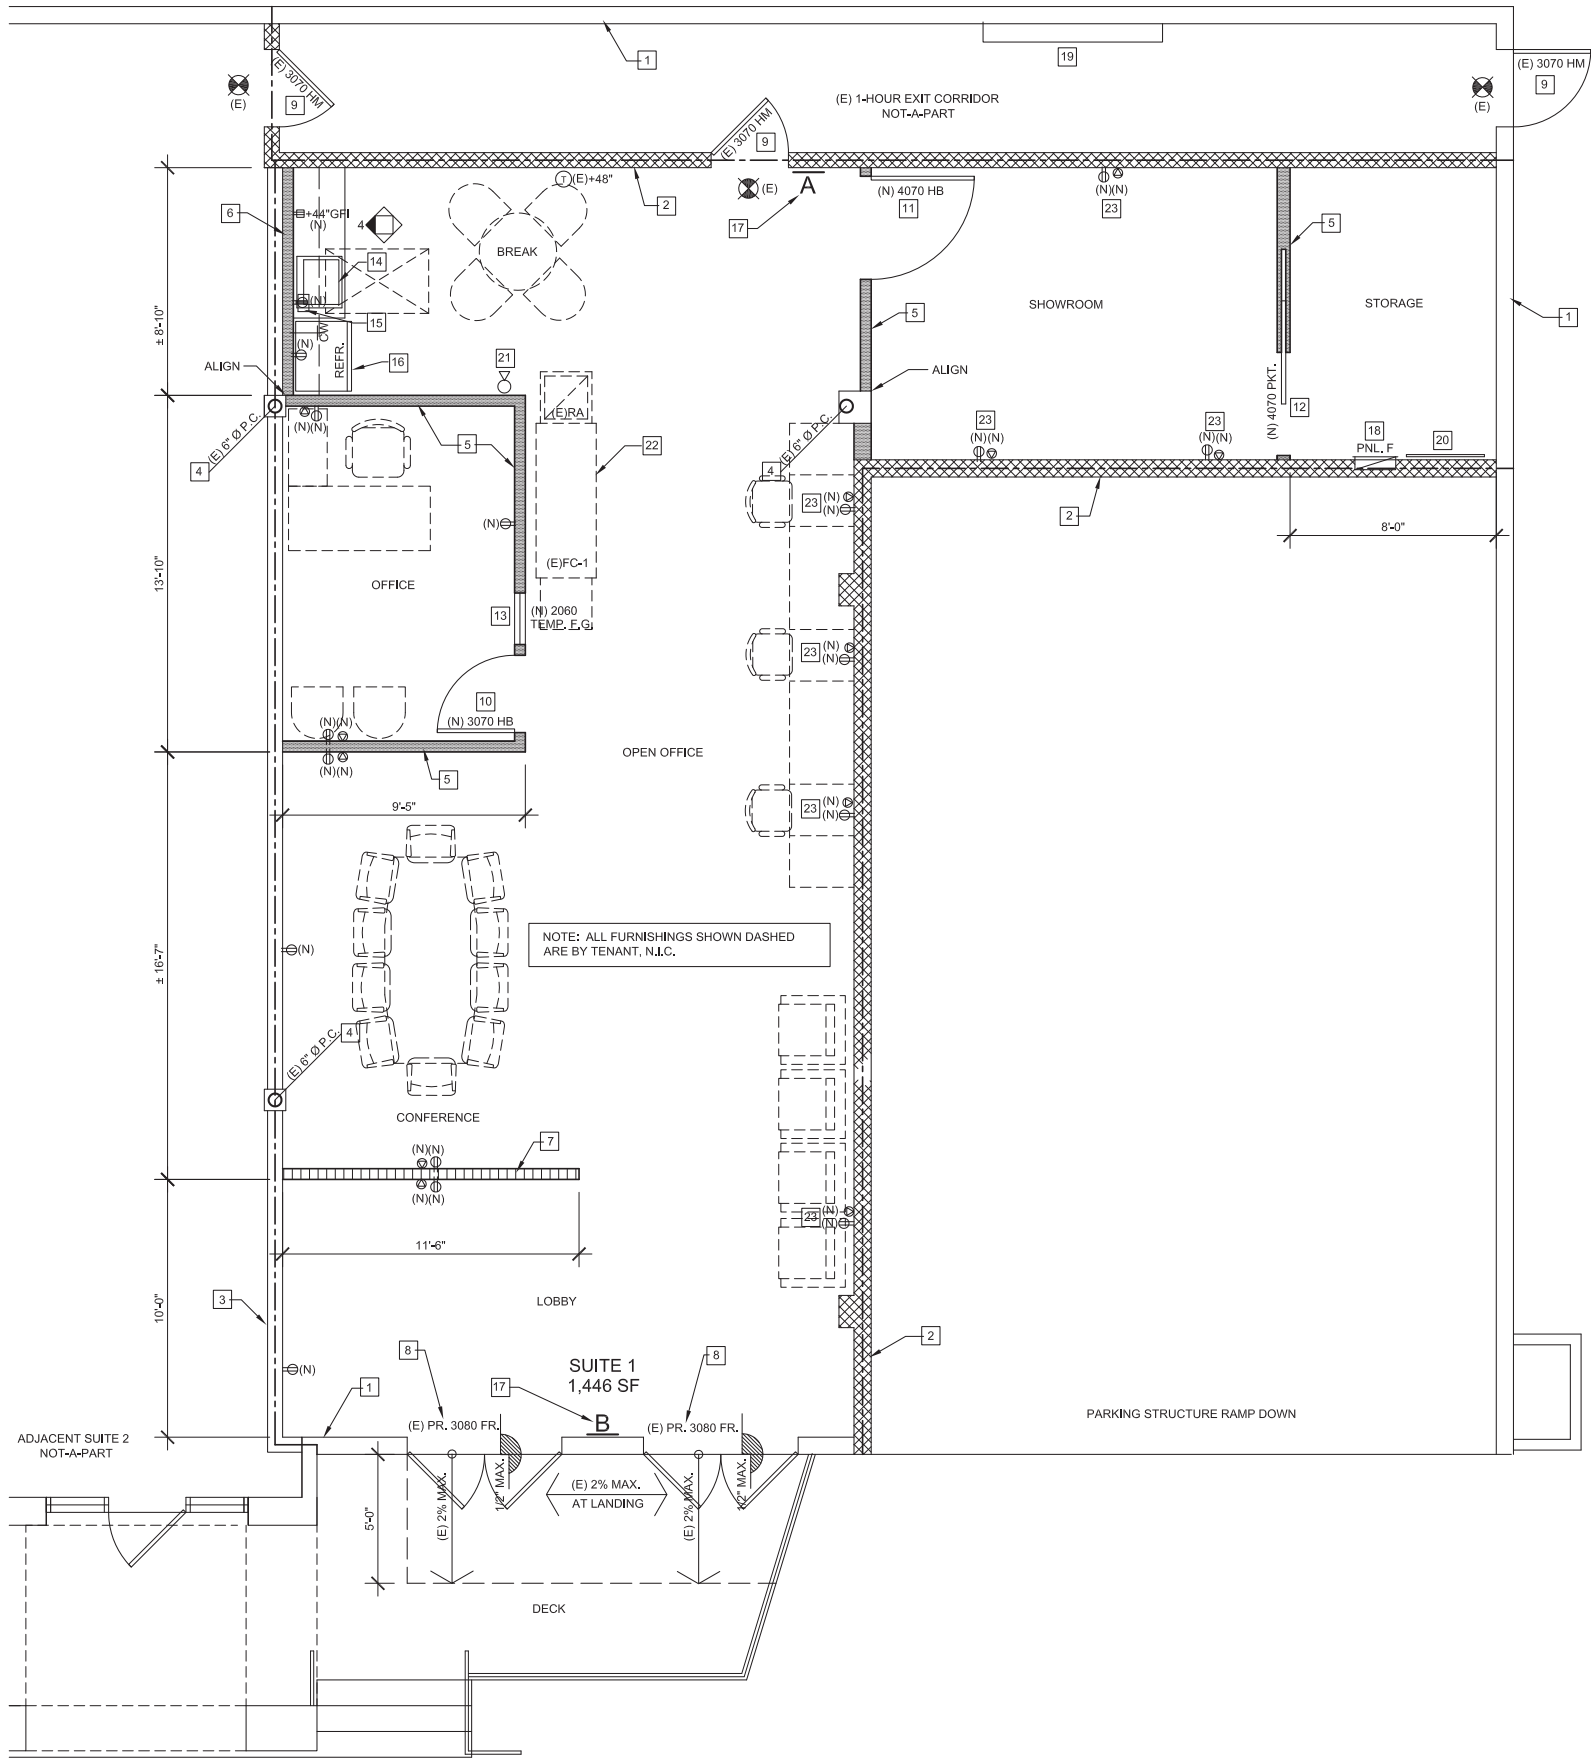 1
19
(E) 3070 HM
9
(E)
(E) 1-HOUR EXIT CORRIDOR
NOT-A-PART
(E) 3070 HM
9
(E)
(E) 3070 HM
9
T
(E)+48"
(E)
A
17
2
(N) 4070 HB
11
(N)(N)
23
5
6
+44"GFI
(N)
4
BREAK
14
(N)
15
CW
REFR.
(N)
16
± 8'-10"
ALIGN
21
SHOWROOM
STORAGE
5
1
ALIGN
(N) 4070 PKT.
12
(E) 6" Ø P.C.
4
(N)(N)
5
(E)RA
22
(E) 6" Ø P.C.
4
23
(N)(N)
23
(N)(N)
18
PNL. F
20
2
8'-0"
(N)
23
(N)
(N)
13'-10"
OFFICE
(E)FC-1
13
(N) 2060
TEMP. F.G.
10
(N) 3070 HB
23
(N)
(N)
(N)(N)
(N)(N)
5
OPEN OFFICE
9'-5"
23
(N)
(N)
NOTE: ALL FURNISHINGS SHOWN DASHED
ARE BY TENANT, N.I.C.
(N)
± 16'-7"
(E) 6" Ø P.C.
4
CONFERENCE
(N)(N)
7
(N)(N)
23
(N)
(N)
11'-6"
3
10'-0"
LOBBY
2
(N)
8
SUITE 1
1,446 SF
8
1
17
(E) PR. 3080 FR.
B
(E) PR. 3080 FR.
PARKING STRUCTURE RAMP DOWN
ADJACENT SUITE 2
NOT-A-PART
5'-0"
(E) 2% MAX.
1/2" MAX.
(E) 2% MAX.
AT LANDING
(E) 2% MAX.
1/2" MAX.
DECK